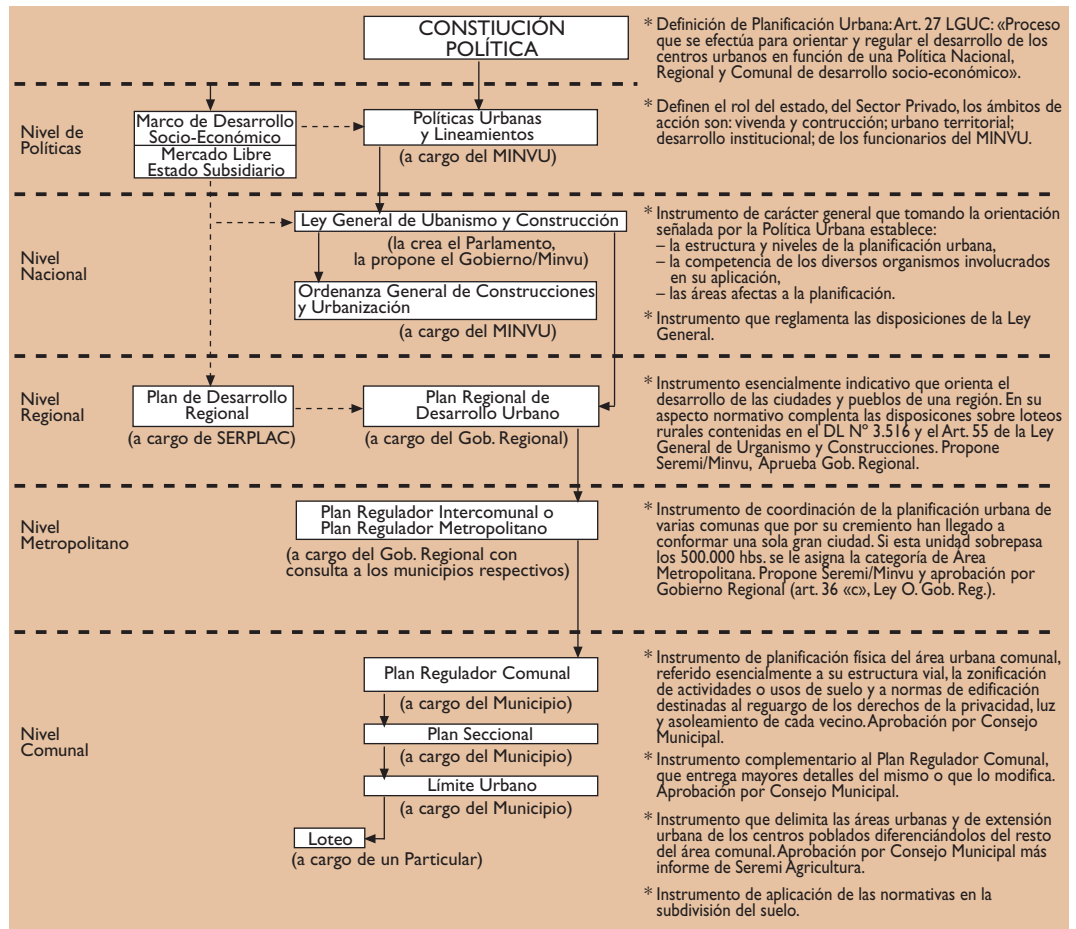 CONSTIUCIÓN
POLÍTICA
* Definición de Planificación Urbana: Art. 27 LGUC: «Proceso
que se efectúa para orientar y regular el desarrollo de los
centros urbanos en función de una Política Nacional,
Regional y Comunal de desarrollo socio-económico».
Nivel de
Políticas
Marco de Desarrollo
Socio-Económico
Mercado Libre
Estado Subsidiario
Políticas Urbanas
y Lineamientos
(a cargo del MINVU)
* Definen el rol del estado, del Sector Privado, los ámbitos de
acción son: vivenda y contrucción; urbano territorial;
desarrollo institucional; de los funcionarios del MINVU.
Nivel
Nacional
Ley General de Ubanismo y Construcción
(la crea el Parlamento,
la propone el Gobierno/Minvu)
Ordenanza General de Construcciones
y Urbanización
(a cargo del MINVU)
* Instrumento de carácter general que tomando la orientación
señalada por la Política Urbana establece:
– la estructura y niveles de la planificación urbana,
– la competencia de los diversos organismos involucrados
en su aplicación,
– las áreas afectas a la planificación.
* Instrumento que reglamenta las disposiciones de la Ley
General.
Nivel
Regional
Plan de Desarrollo
Regional
(a cargo de SERPLAC)
Plan Regional de
Desarrollo Urbano
(a cargo del Gob. Regional)
* Instrumento esencialmente indicativo que orienta el
desarrollo de las ciudades y pueblos de una región. En su
aspecto normativo complenta las disposicones sobre loteos
rurales contenidas en el DL Nº 3.516 y el Art. 55 de la Ley
General de Urganismo y Construcciones. Propone
Seremi/Minvu, Aprueba Gob. Regional.
Nivel
Metropolitano
Plan Regulador Intercomunal o
Plan Regulador Metropolitano
(a cargo del Gob. Regional con
consulta a los municipios respectivos)
* Instrumento de coordinación de la planificación urbana de
varias comunas que por su cremiento han llegado a
conformar una sola gran ciudad. Si esta unidad sobrepasa
los 500.000 hbs. se le asigna la categoría de Área
Metropolitana. Propone Seremi/Minvu y aprobación por
Gobierno Regional (art. 36 «c», Ley O. Gob. Reg.).
Nivel
Comunal
Plan Regulador Comunal
(a cargo del Municipio)
Plan Seccional
(a cargo del Municipio)
Límite Urbano
(a cargo del Municipio)
Loteo
(a cargo de un Particular)
* Instrumento de planificación física del área urbana comunal,
referido esencialmente a su estructura vial, la zonificación
de actividades o usos de suelo y a normas de edificación
destinadas al reguargo de los derechos de la privacidad, luz
y asoleamiento de cada vecino. Aprobación por Consejo
Municipal.
* Instrumento complementario al Plan Regulador Comunal,
que entrega mayores detalles del mismo o que lo modifica.
Aprobación por Consejo Municipal.
* Instrumento que delimita las áreas urbanas y de extensión
urbana de los centros poblados diferenciándolos del resto
del área comunal. Aprobación por Consejo Municipal más
informe de Seremi Agricultura.
* Instrumento de aplicación de las normativas en la
subdivisión del suelo.